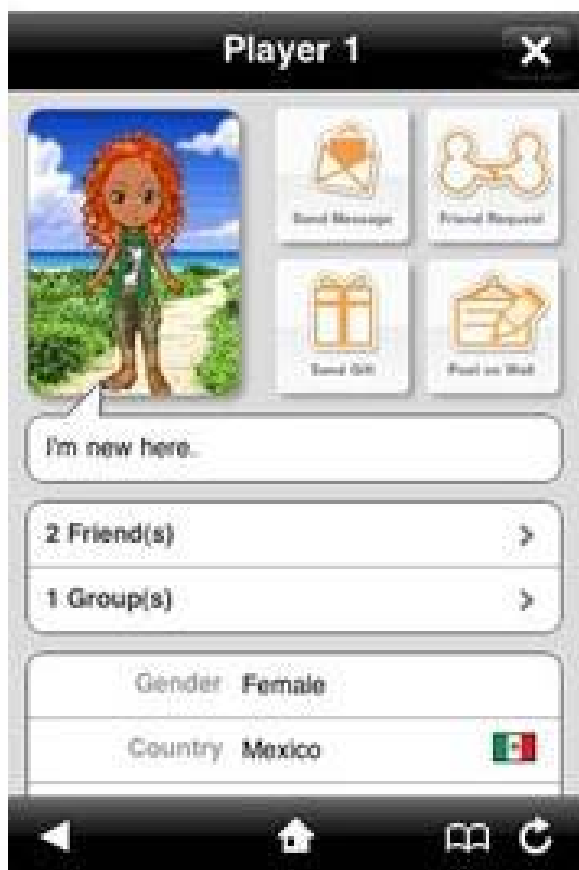 Player 1
Send Message
Friend Request
Send Gift
Post on Wall
I'm new here.
2 Friend(s)
1 Group(s)
Gender Female
Country Mexico